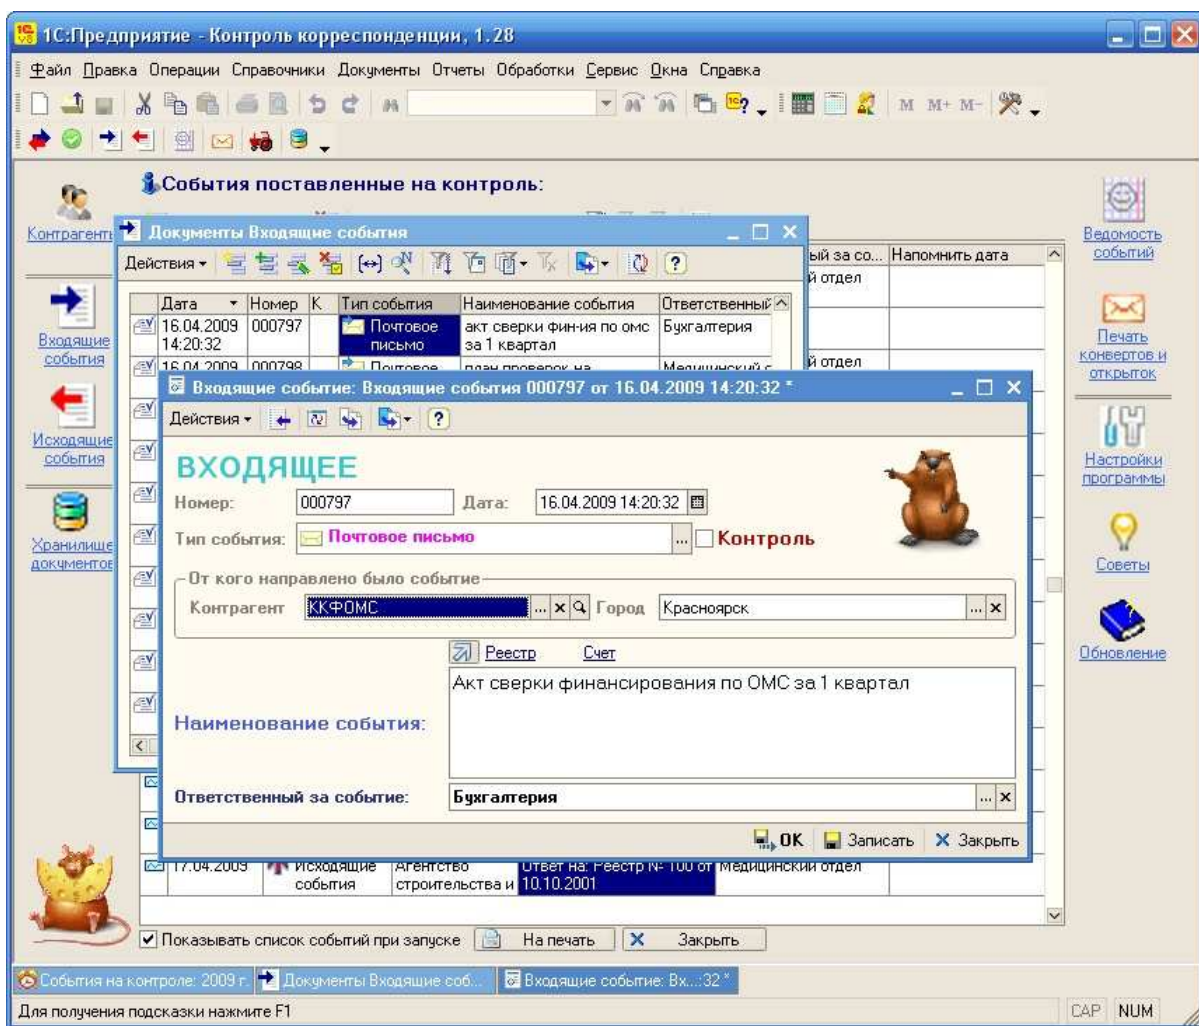 1С:Предприятие - Контроль корреспонденции, 1.28
Файл Правка Операции Справочники Документы Отчеты Обработки Сервис Окна Справка
M M+ M-
События поставленные на контроль:
Контрагенты
Входящие события
Исходящие события
Хранилище документов
Ведомость событий
Печать конвертов и открыток
Настройки программы
Советы
Обновление
Напомнить дата
Документы Входящие события
Действия
Дата Номер К Тип события Наименование события Ответственный
16.04.2009 14:20:32 000797 Почтовое письмо акт сверки фин-ия по омс за 1 квартал Бухгалтерия
16.04.2009 000798 Почтовое план проверок на Медицинский
й отдел
й отдел
Входящие событие: Входящие события 000797 от 16.04.2009 14:20:32 *
Действия
ВХОДЯЩЕЕ
Номер: 000797 Дата: 16.04.2009 14:20:32
Тип события: Почтовое письмо ... Контроль
От кого направлено было событие
Контрагент ККФОМС ... Город Красноярск ...
Реестр Счет
Наименование события: Акт сверки финансирования по ОМС за 1 квартал
Ответственный за событие: Бухгалтерия ...
OK Записать Закрыть
17.04.2009 Исходящие события Агентство строительства и Ответ на: Реестр № 100 от 10.10.2001 Медицинский отдел
Показывать список событий при запуске На печать Закрыть
События на контроле: 2009 г. Документы Входящие соб... Входящие событие: Вх...:32 *
Для получения подсказки нажмите F1
CAP NUM